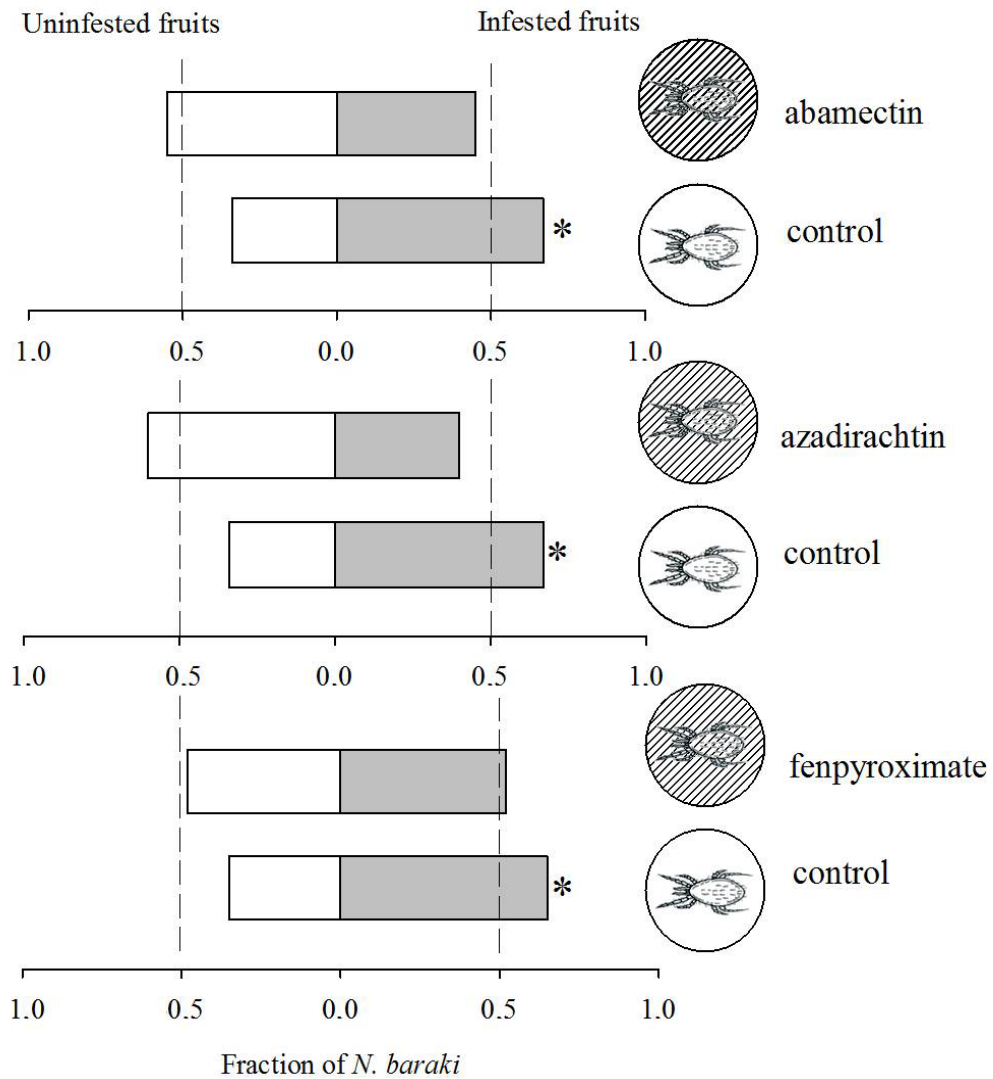 Uninfested fruits Infested fruits
abamectin
control *
1.0 0.5 0.0 0.5 1.0
azadirachtin
control *
1.0 0.5 0.0 0.5 1.0
fenpyroximate
control *
1.0 0.5 0.0 0.5 1.0
Fraction of N. baraki